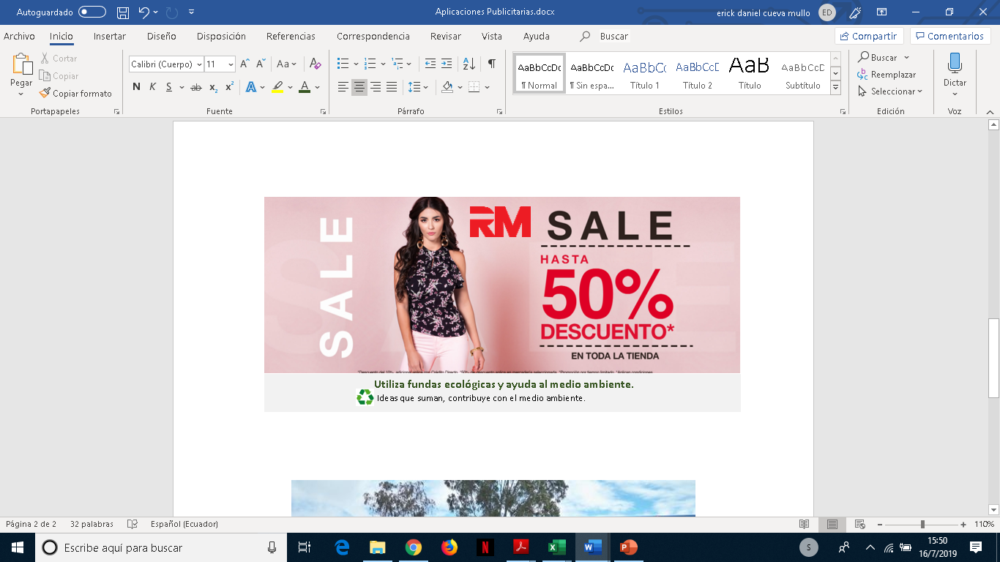 Autoguardado
Aplicaciones Publicitarias.docx
erick daniel cueva mullo
ED
Archivo
Inicio
Insertar
Diseño
Disposición
Referencias
Correspondencia
Revisar
Vista
Ayuda
Buscar
Compartir
Comentarios
Pegar
Cortar
Copiar
Copiar formato
Portapapeles
Calibri (Cuerpo)
11
Aa
N K S ab x₂ x²
A
A
Fuente
Párrafo
AaBbCcDc
¶ Normal
AaBbCcDc
¶ Sin espa...
AaBbCc
Título 1
AaBbCcD
Título 2
AaB
Título
AaBbCcD
Subtítulo
Estilos
Buscar
Reemplazar
Seleccionar
Edición
Dictar
Voz
SALE
RM
SALE
HASTA
50%
DESCUENTO*
EN TODA LA TIENDA
Utiliza fundas ecológicas y ayuda al medio ambiente.
Ideas que suman, contribuye con el medio ambiente.
Página 2 de 2
32 palabras
Español (Ecuador)
110%
Escribe aquí para buscar
S
15:50
16/7/2019